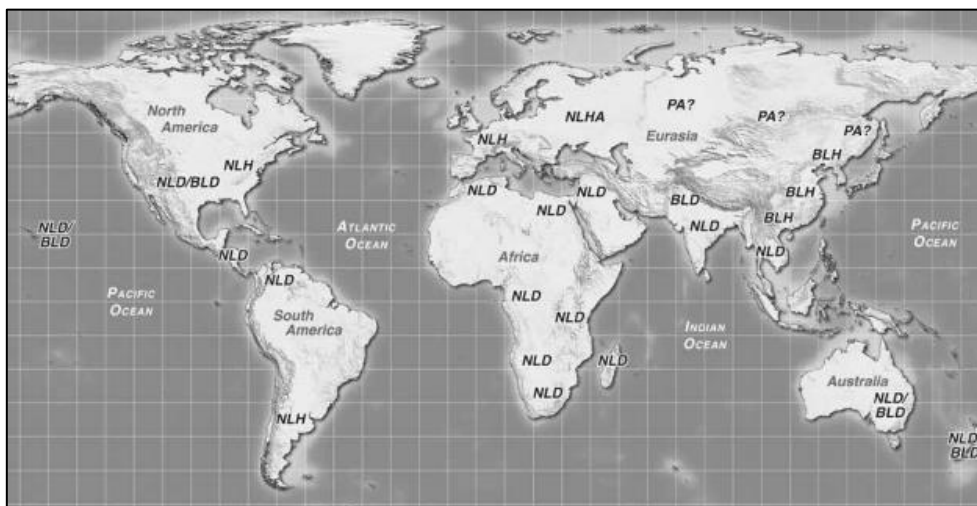 North
America
NLH
NLD/BLD
NLD/
BLD
NLD
PACIFIC
OCEAN
NLD
South
America
NLH
ATLANTIC
OCEAN
NLHA
NLH
PA?
PA?
PA?
Eurasia
BLH
BLH
BLH
NLD
NLD
NLD
BLD
NLD
NLD
Africa
NLD
NLD
NLD
NLD
NLD
INDIAN
OCEAN
PACIFIC
OCEAN
Australia
NLD/
BLD
NLD/
BLD